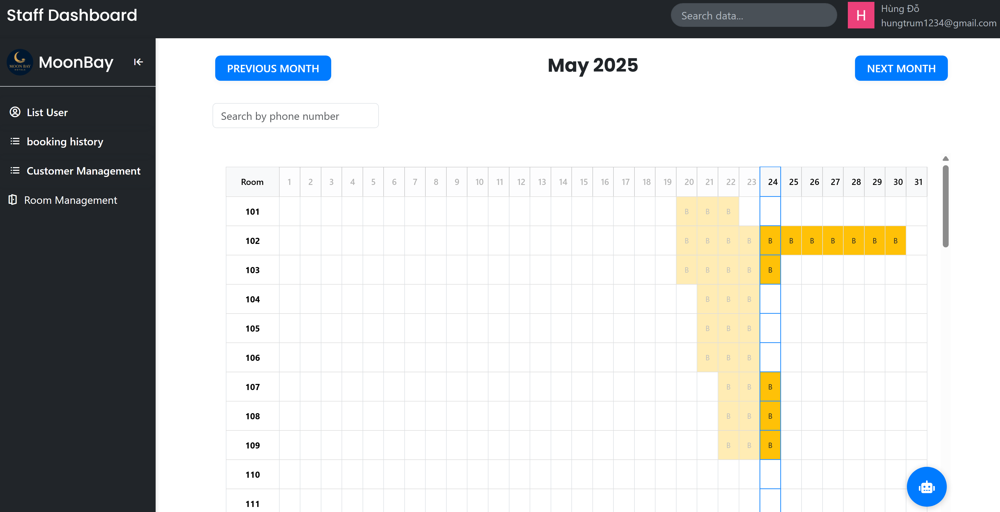 Staff Dashboard
Search data...
H
Hùng Đỗ
hungtrum1234@gmail.com
MOON BAY
HOTELS
MoonBay
List User
booking history
Customer Management
Room Management
PREVIOUS MONTH
May 2025
NEXT MONTH
Search by phone number
Room 1 2 3 4 5 6 7 8 9 10 11 12 13 14 15 16 17 18 19 20 21 22 23 24 25 26 27 28 29 30 31
101 B B B
102 B B B B B B B B B B B
103 B B B B B
104 B B B
105 B B B
106 B B B
107 B B B
108 B B B
109 B B B
110
111